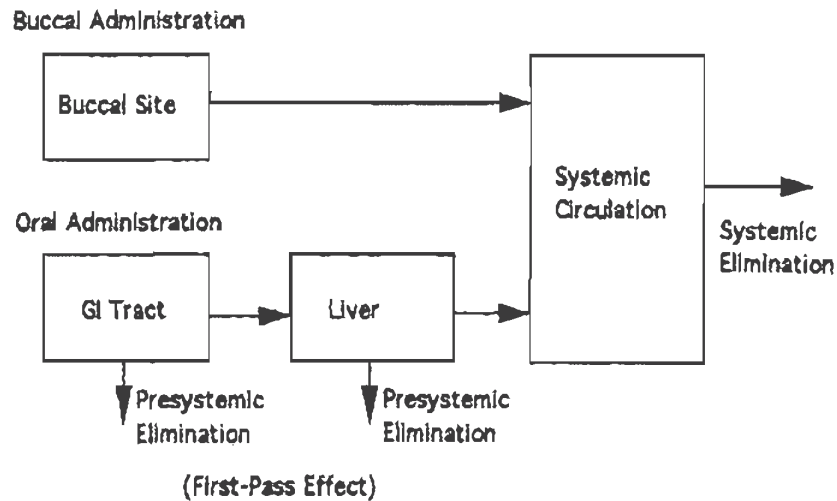 Buccal Administration
Buccal Site
Systemic
Circulation
Systemic
Elimination
Oral Administration
GI Tract
Liver
Presystemic
Elimination
Presystemic
Elimination
(First-Pass Effect)